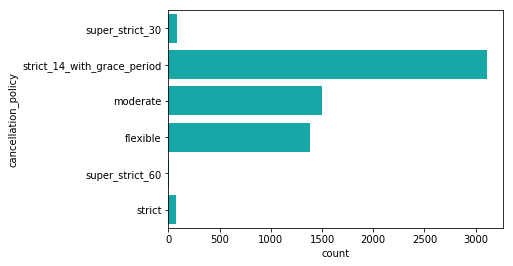 cancellation_policy
super_strict_30
strict_14_with_grace_period
moderate
flexible
super_strict_60
strict
0 500 1000 1500 2000 2500 3000
count